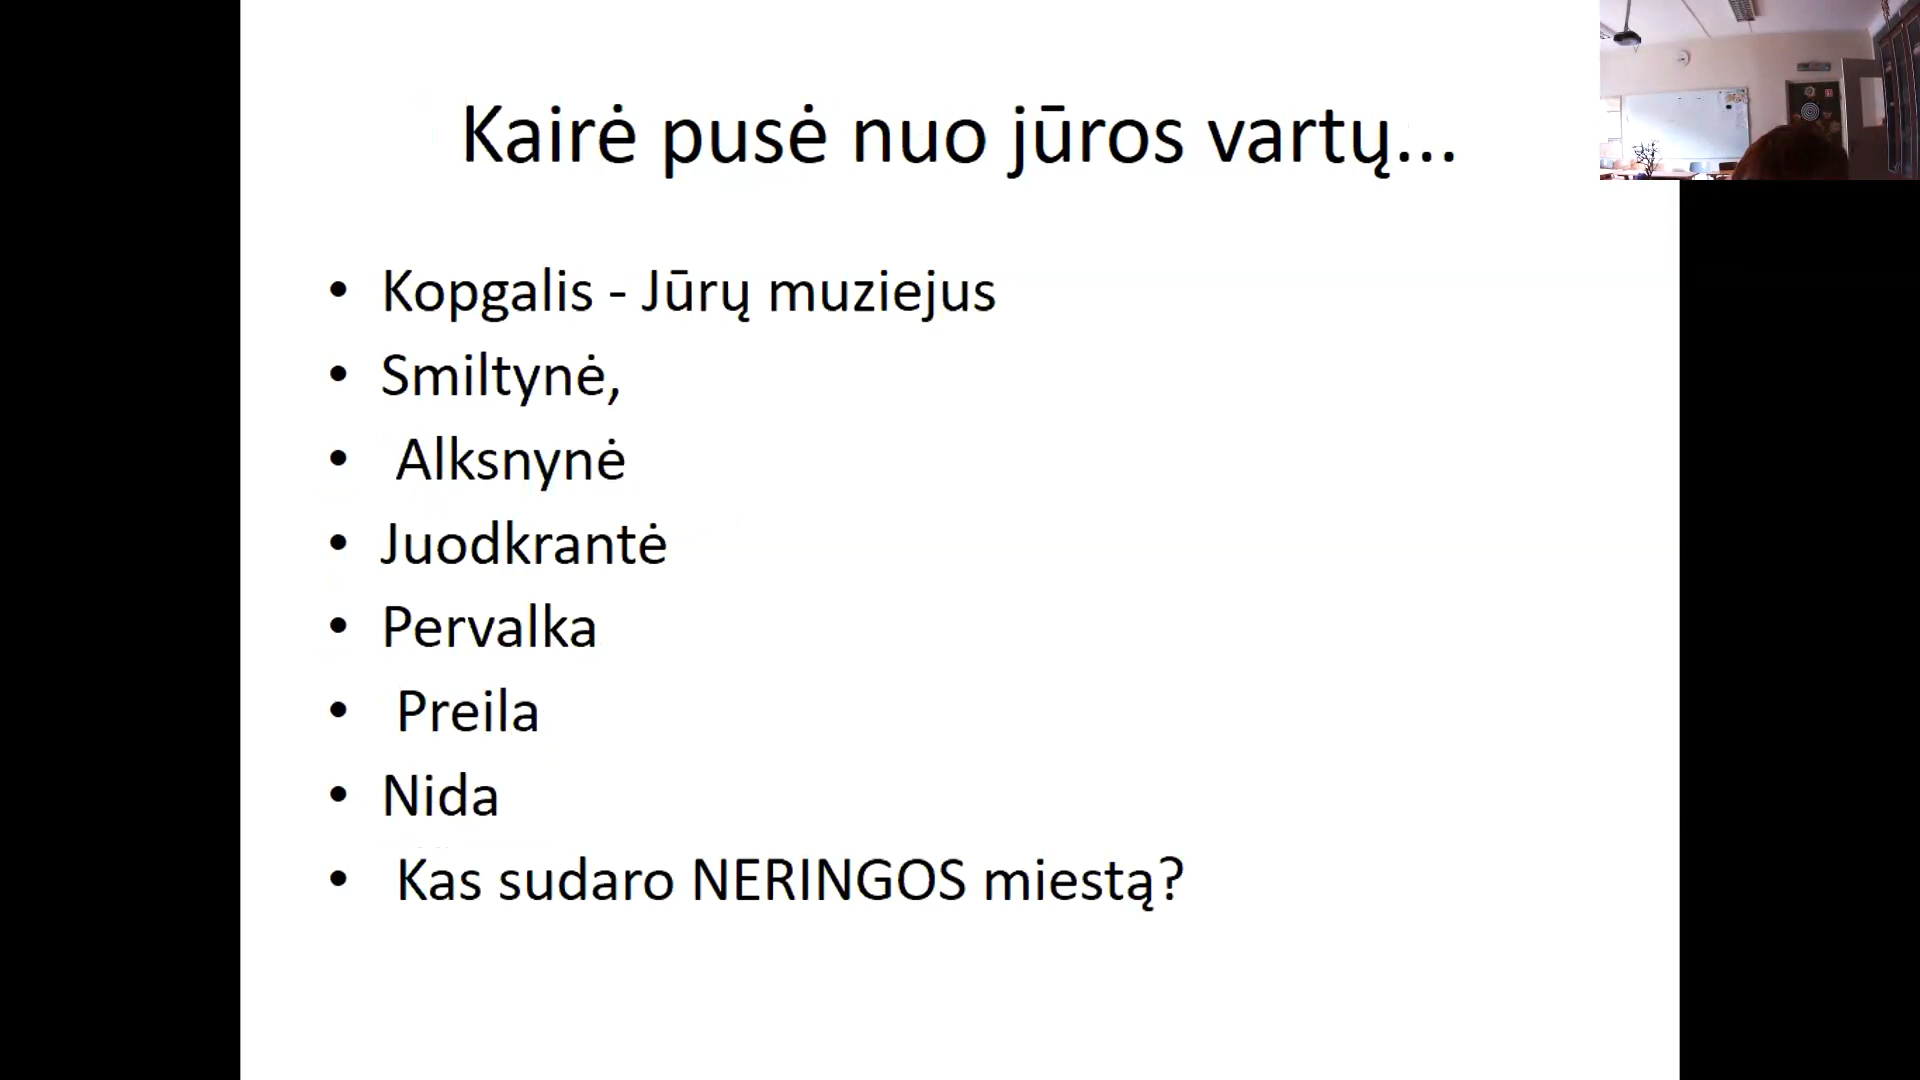 Kairė pusė nuo jūros vartų...
• Kopgalis - Jūrų muziejus
• Smiltynė,
• Alksnynė
• Juodkrantė
• Pervalka
• Preila
• Nida
• Kas sudaro NERINGOS miestą?